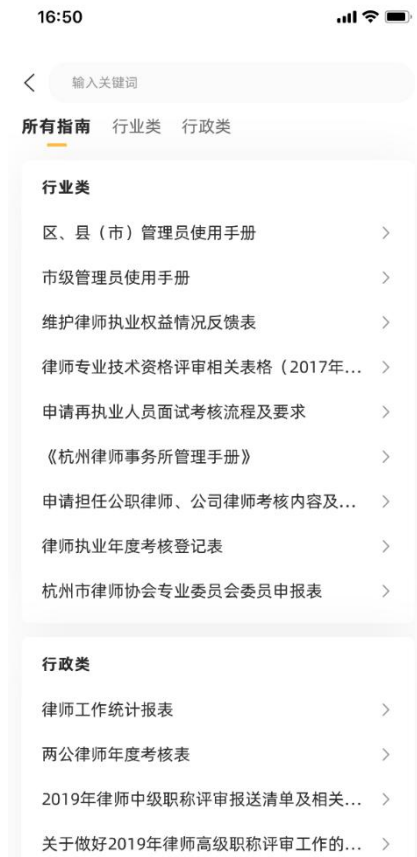 16:50
输入关键词
所有指南 行业类 行政类
行业类
区、县（市）管理员使用手册
市级管理员使用手册
维护律师执业权益情况反馈表
律师专业技术资格评审相关表格（2017年...
申请再执业人员面试考核流程及要求
《杭州律师事务所管理手册》
申请担任公职律师、公司律师考核内容及...
律师执业年度考核登记表
杭州市律师协会专业委员会委员申报表
行政类
律师工作统计报表
两公律师年度考核表
2019年律师中级职称评审报送清单及相关...
关于做好2019年律师高级职称评审工作的...